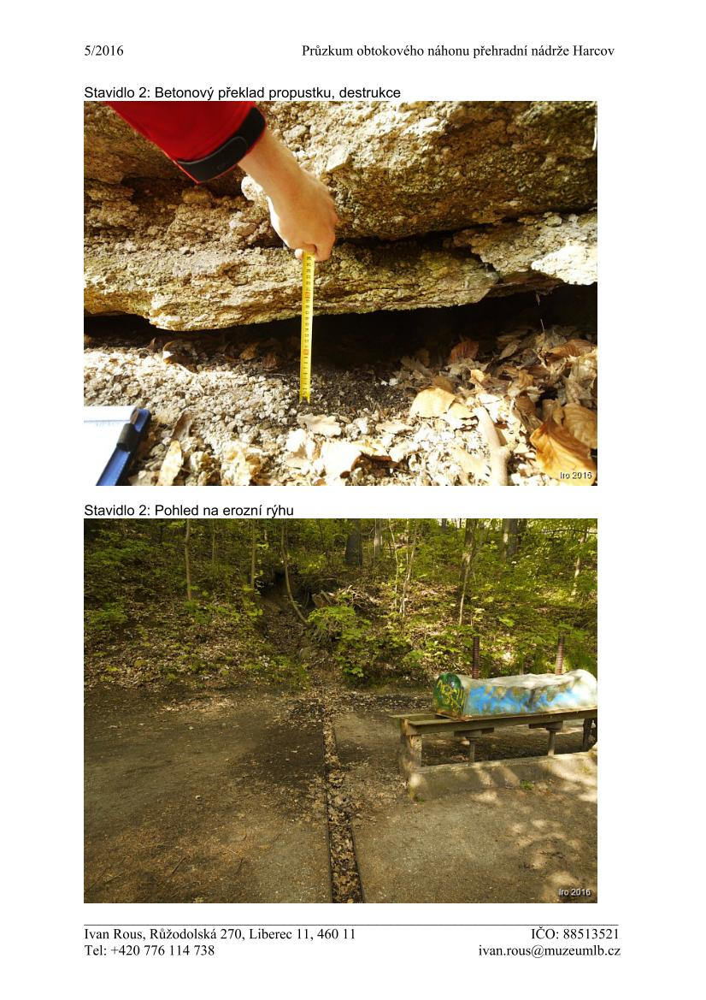 5/2016 Průzkum obtokového náhonu přehradní nádrže Harcov
Stavidlo 2: Betonový překlad propustku, destrukce
Iro 2016
Stavidlo 2: Pohled na erozní rýhu
Iro 2016
Ivan Rous, Růžodolská 270, Liberec 11, 460 11 IČO: 88513521
Tel: +420 776 114 738 ivan.rous@muzeumlb.cz